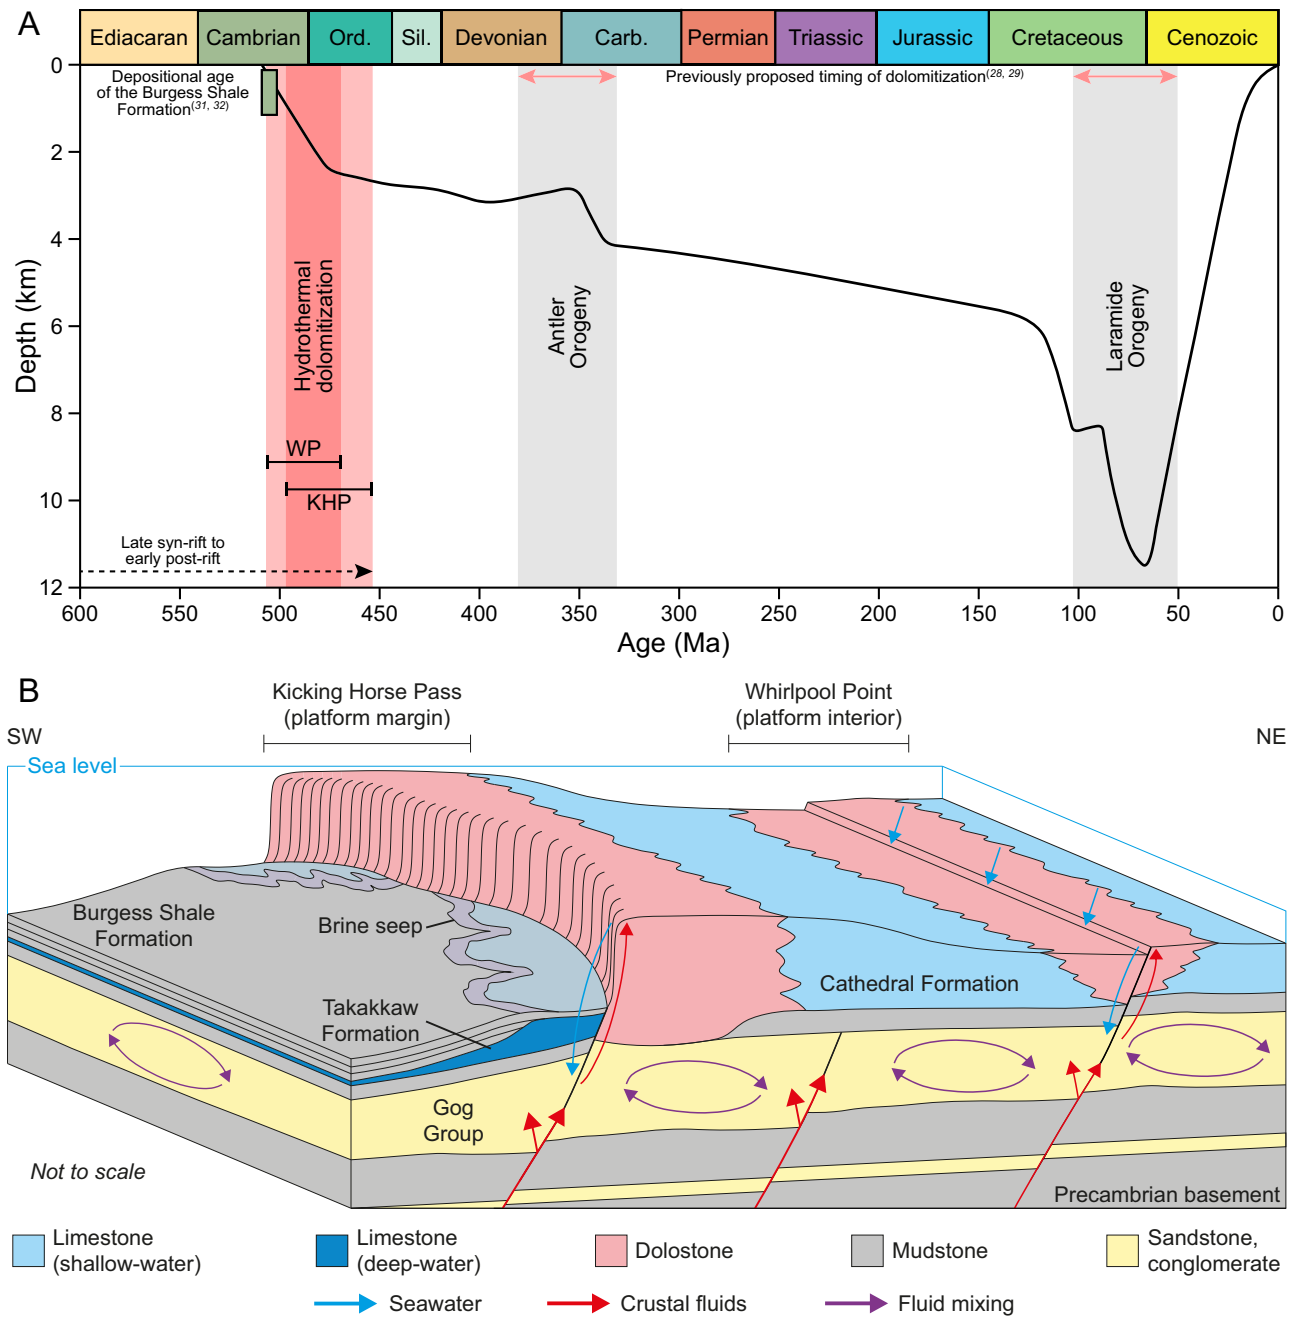 A
Ediacaran
Cambrian
Ord.
Sil.
Devonian
Carb.
Permian
Triassic
Jurassic
Cretaceous
Cenozoic
Depositional age
of the Burgess Shale
Formation(31, 32)
Previously proposed timing of dolomitization(28, 29)
0
2
4
6
8
10
12
Depth (km)
Hydrothermal
dolomitization
Antler
Orogeny
Laramide
Orogeny
WP
KHP
Late syn-rift to
early post-rift
600
550
500
450
400
350
300
250
200
150
100
50
0
Age (Ma)
B
Kicking Horse Pass
(platform margin)
Whirlpool Point
(platform interior)
SW
NE
Sea level
Burgess Shale
Formation
Brine seep
Takakkaw
Formation
Cathedral Formation
Gog
Group
Not to scale
Precambrian basement
Limestone
(shallow-water)
Limestone
(deep-water)
Dolostone
Mudstone
Sandstone,
conglomerate
Seawater
Crustal fluids
Fluid mixing